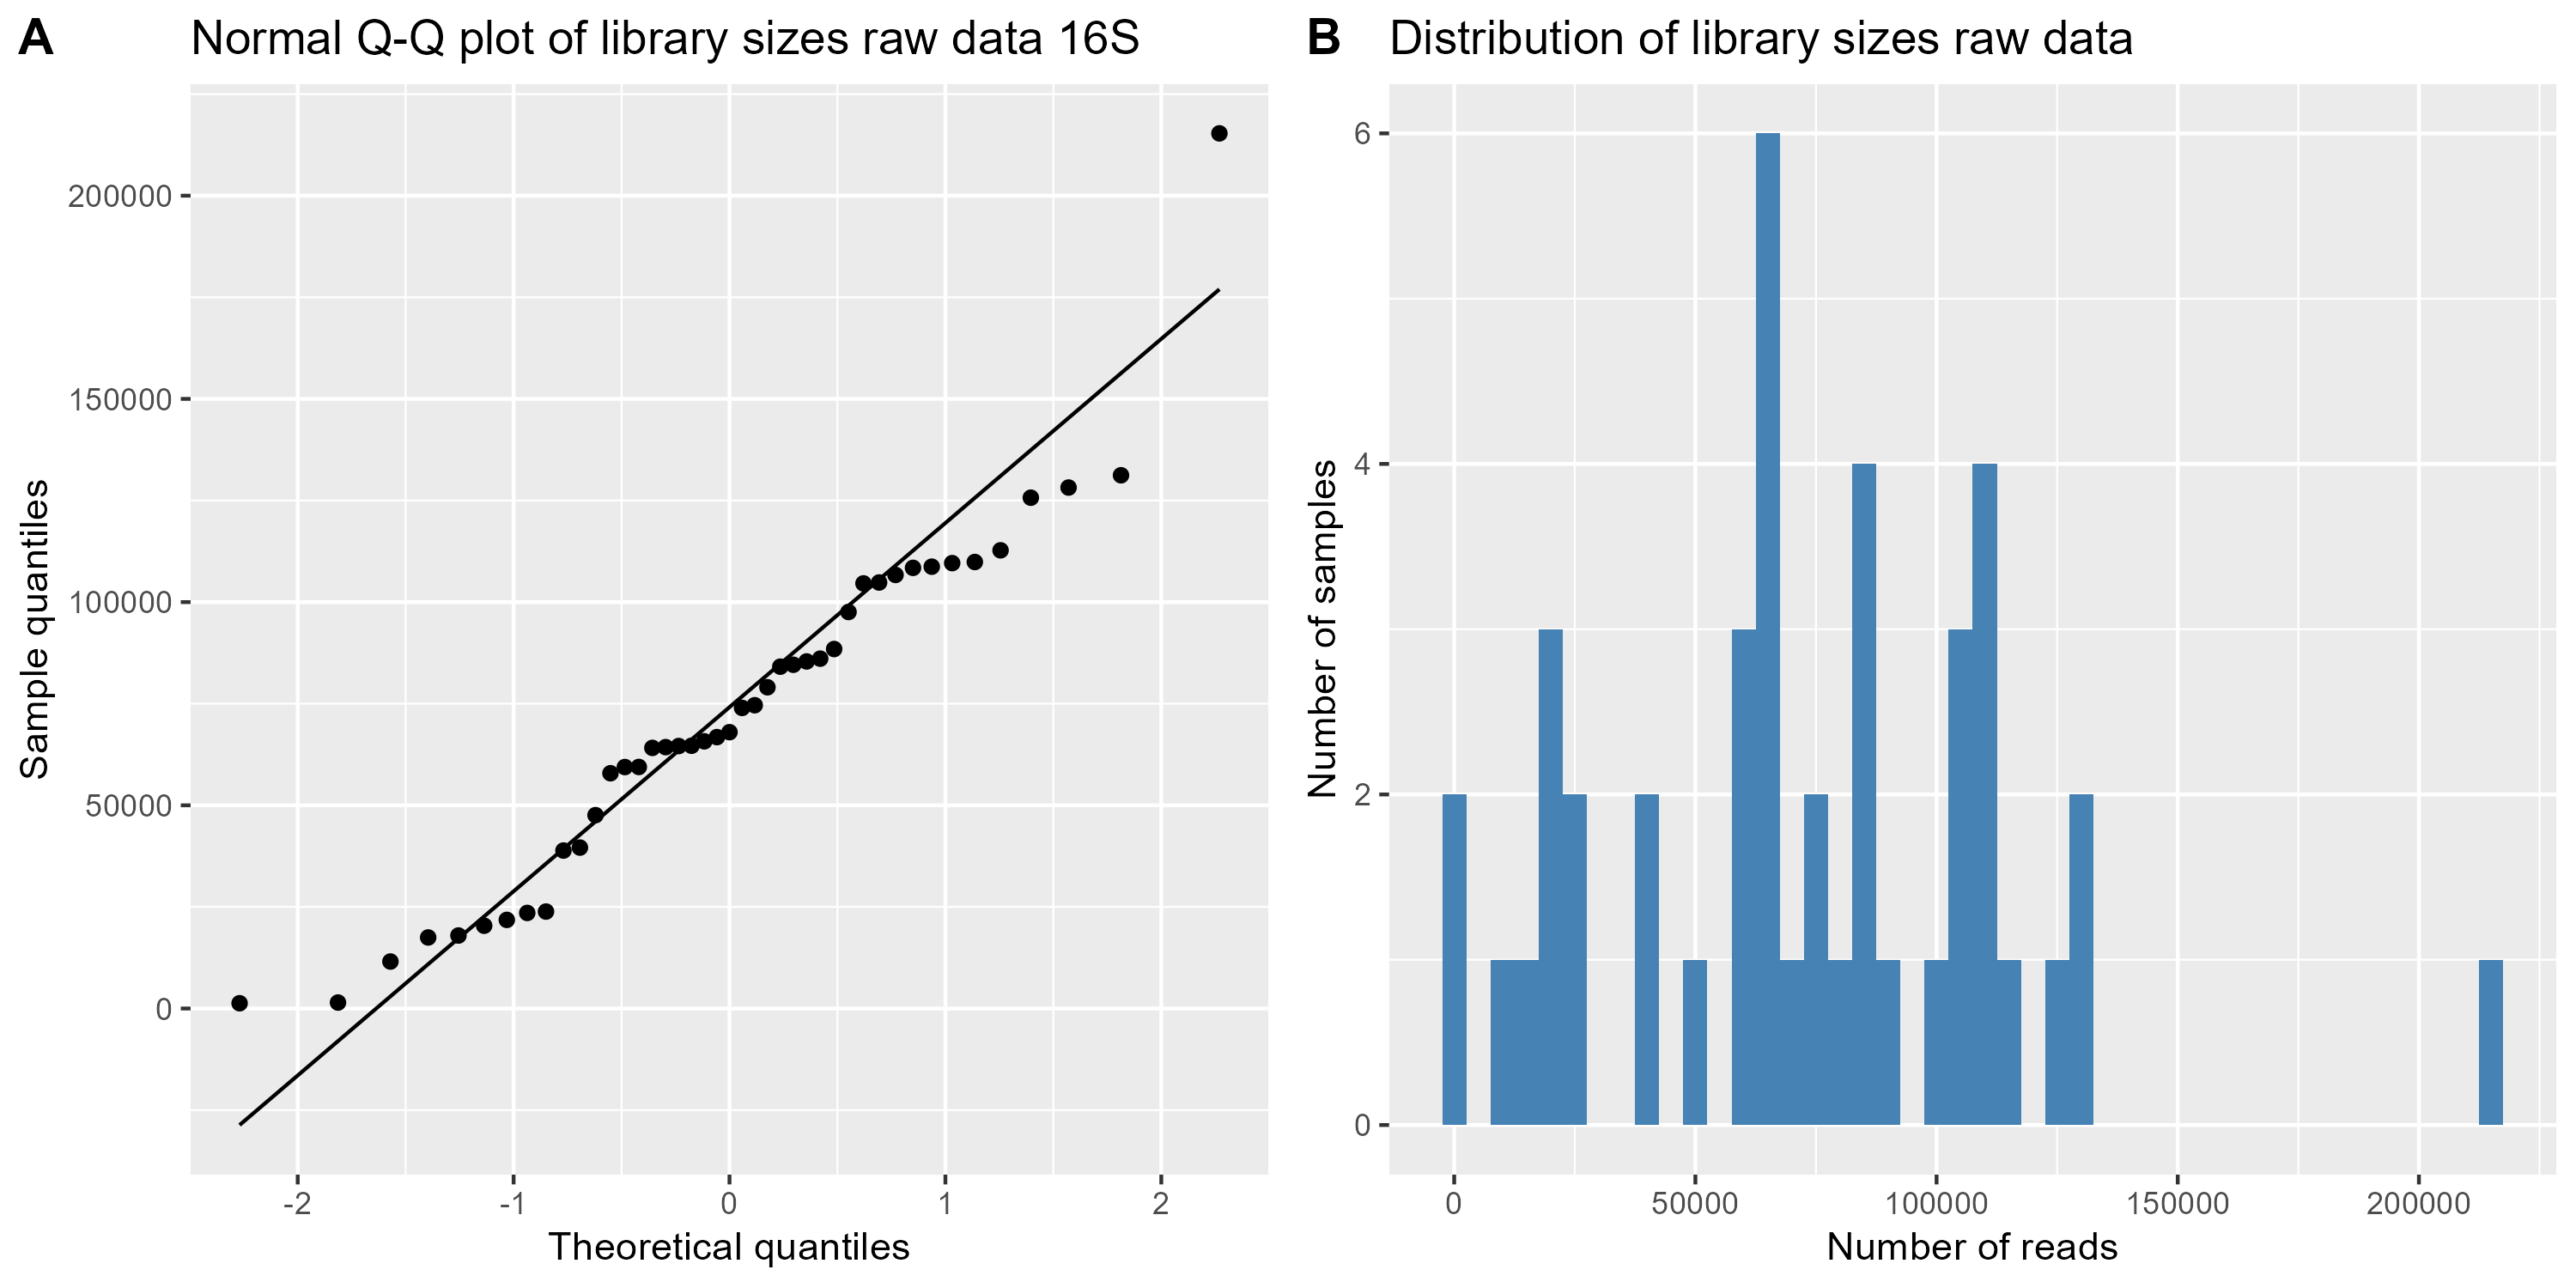 A
Normal Q-Q plot of library sizes raw data 16S
Sample quantiles
200000
150000
100000
50000
0
-2 -1 0 1 2
Theoretical quantiles
B
Distribution of library sizes raw data
Number of samples
6
4
2
0
0 50000 100000 150000 200000
Number of reads